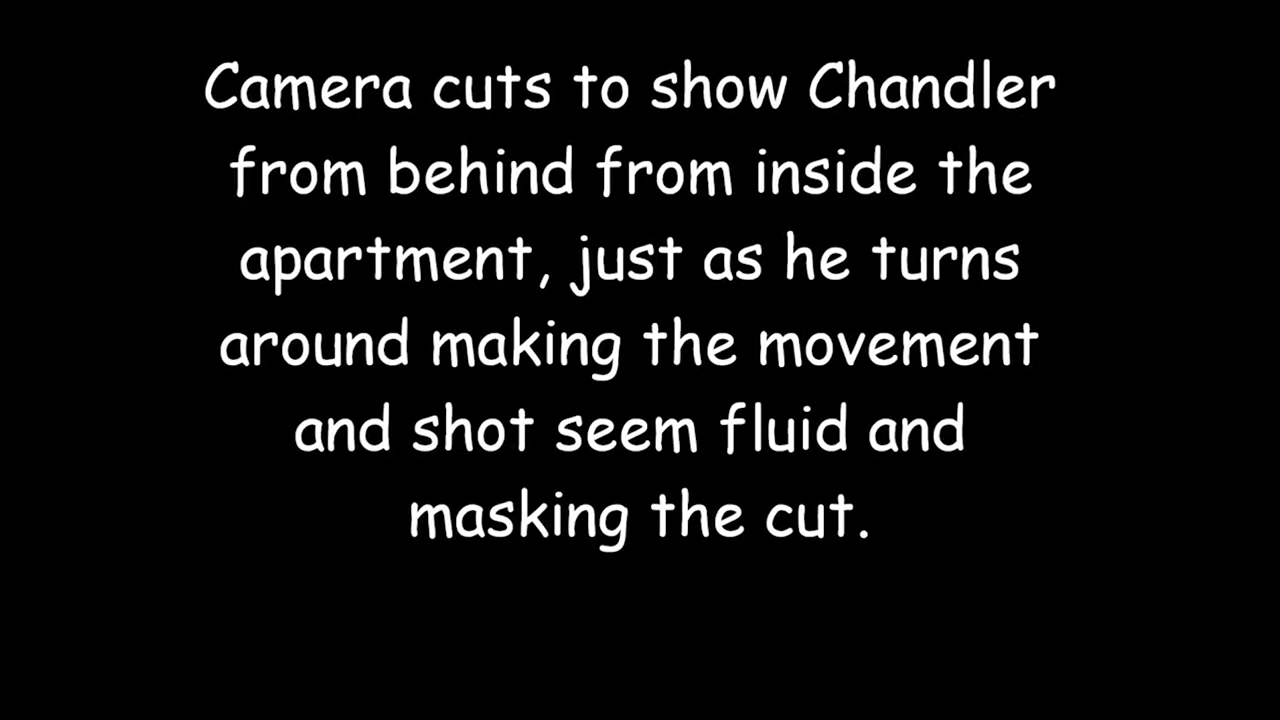 Camera cuts to show Chandler
from behind from inside the
apartment, just as he turns
around making the movement
and shot seem fluid and
masking the cut.